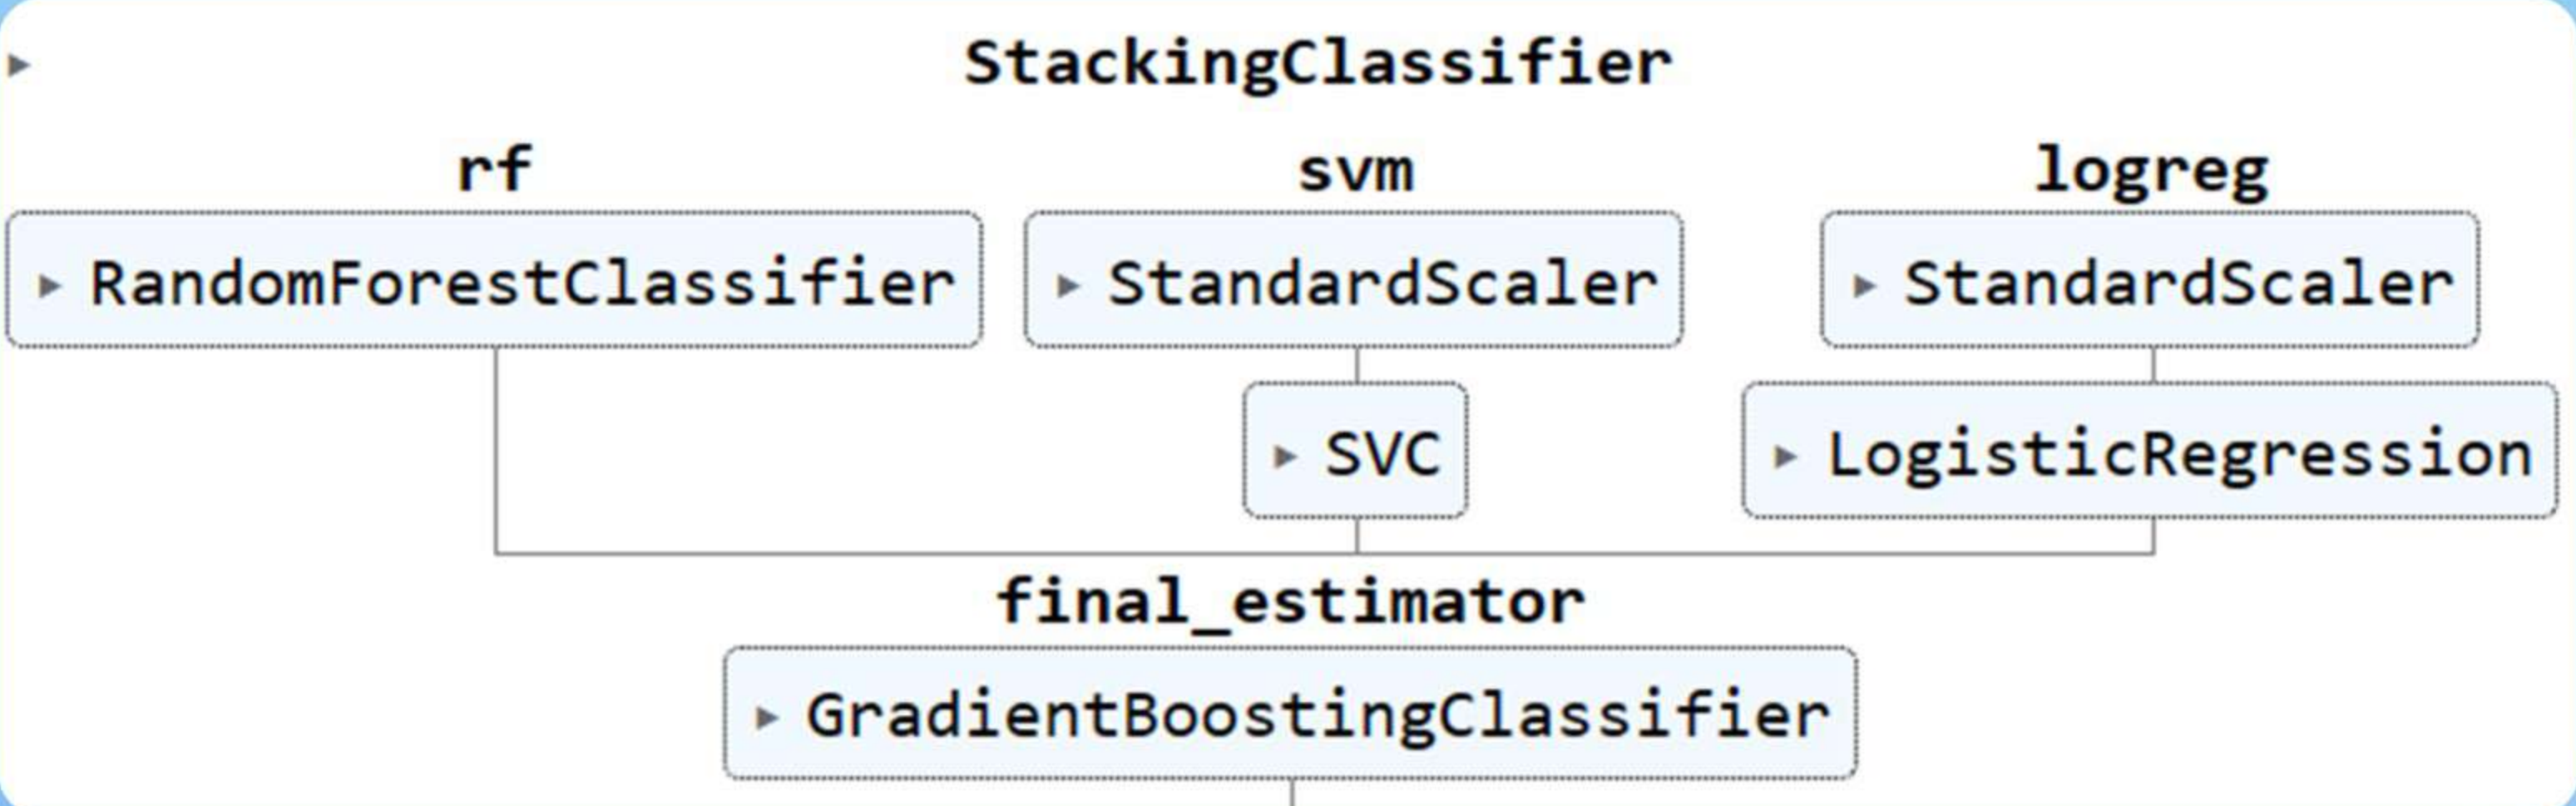 StackingClassifier
rf svm logreg
RandomForestClassifier StandardScaler StandardScaler
SVC LogisticRegression
final_estimator
GradientBoostingClassifier